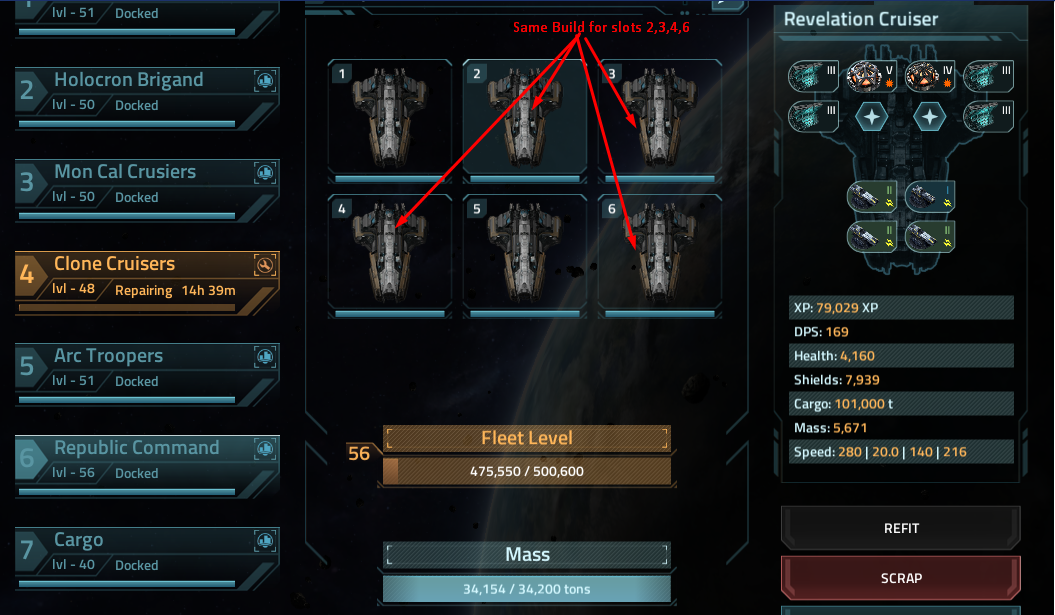 1
lvl - 51 Docked
2 Holocron Brigand
lvl - 50 Docked
3 Mon Cal Crusiers
lvl - 50 Docked
4 Clone Cruisers
lvl - 48 Repairing 14h 39m
5 Arc Troopers
lvl - 51 Docked
6 Republic Command
lvl - 56 Docked
7 Cargo
lvl - 40 Docked
Same Build for slots 2,3,4,6
1 2 3
4 5 6
56 Fleet Level
475,550 / 500,600
Mass
34,154 / 34,200 tons
Revelation Cruiser
III V IV III
III III
II I
II II
XP: 79,029 XP
DPS: 169
Health: 4,160
Shields: 7,939
Cargo: 101,000 t
Mass: 5,671
Speed: 280 | 20.0 | 140 | 216
REFIT
SCRAP